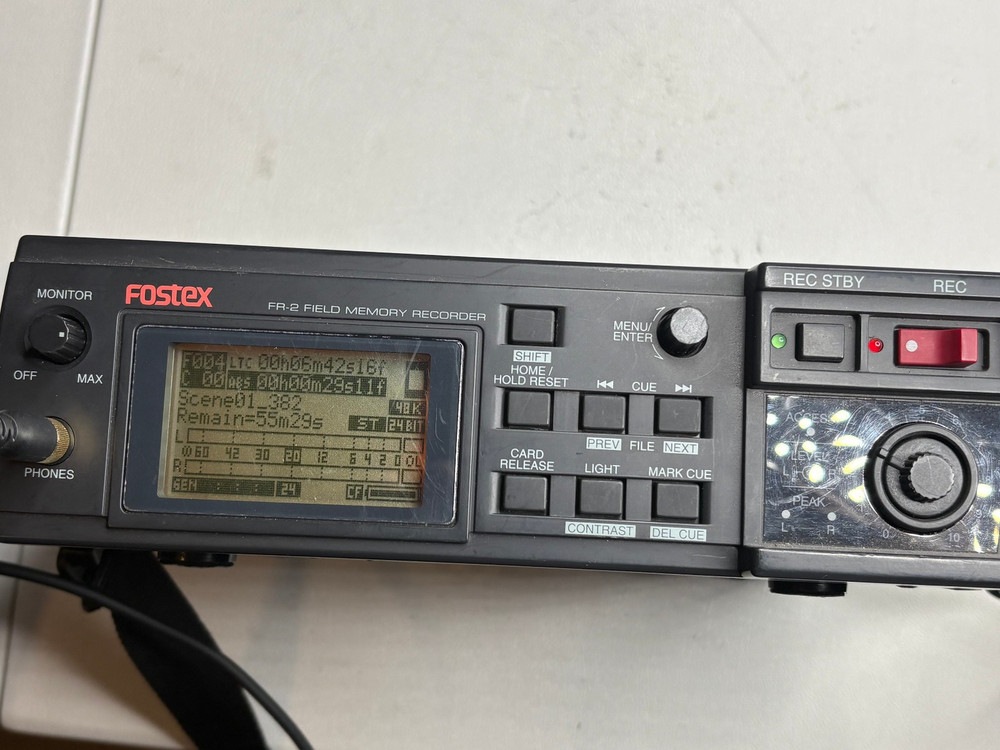 MONITOR
OFF
MAX
PHONES
FOSTEX
FR-2 FIELD MEMORY RECORDER
F004 LTC 00h06m42s16f
00 ABS 00h00m29s11f
Scene01_382
48K
Remain=55m29s ST 24BIT
L
∞ 60 42 30 20 12 6 4 2 0 OL
R
24
CF
SHIFT
MENU/
ENTER
HOME /
HOLD RESET
CUE
PREV FILE NEXT
CARD
RELEASE
LIGHT
MARK CUE
CONTRAST
DEL CUE
REC STBY
REC
ACCESS
LEVEL
L R
PEAK
L R
0 10